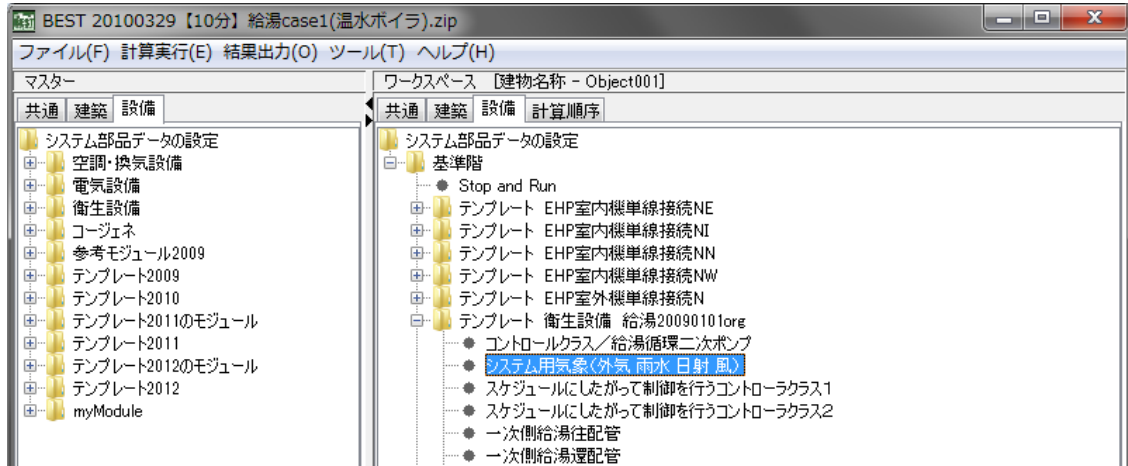 BEST 20100329【10分】給湯case1(温水ボイラ).zip
ファイル(F) 計算実行(E) 結果出力(O) ツール(T) ヘルプ(H)
マスター
共通 建築 設備
システム部品データの設定
空調・換気設備
電気設備
衛生設備
コージェネ
参考モジュール2009
テンプレート2009
テンプレート2010
テンプレート2011のモジュール
テンプレート2011
テンプレート2012のモジュール
テンプレート2012
myModule
ワークスペース [建物名称 - Object001]
共通 建築 設備 計算順序
システム部品データの設定
基準階
Stop and Run
テンプレート EHP室内機単線接続NE
テンプレート EHP室内機単線接続NI
テンプレート EHP室内機単線接続NN
テンプレート EHP室内機単線接続NW
テンプレート EHP室外機単線接続N
テンプレート 衛生設備 給湯20090101org
コントロールクラス／給湯循環二次ポンプ
システム用気象(外気 雨水 日射 風)
スケジュールにしたがって制御を行うコントローラクラス1
スケジュールにしたがって制御を行うコントローラクラス2
一次側給湯往配管
一次側給湯還配管